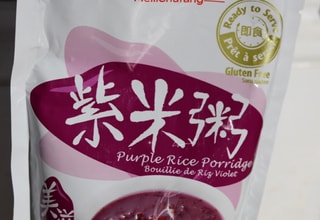 Ready to Serve
即食
Prêt à servir
Gluten Free
紫米粥
Purple Rice Porridge
Bouillie de Riz Violet